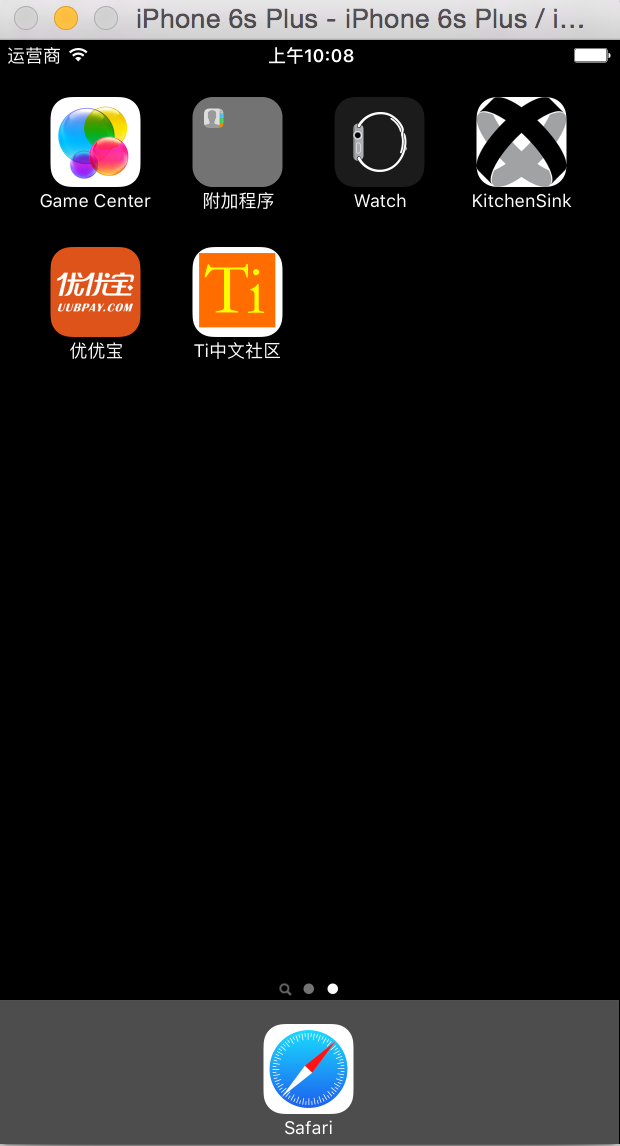 iPhone 6s Plus - iPhone 6s Plus / i...
运营商 上午10:08
Game Center 附加程序 Watch KitchenSink
优优宝
UUBPAY.COM
Ti
优优宝 Ti中文社区
Safari